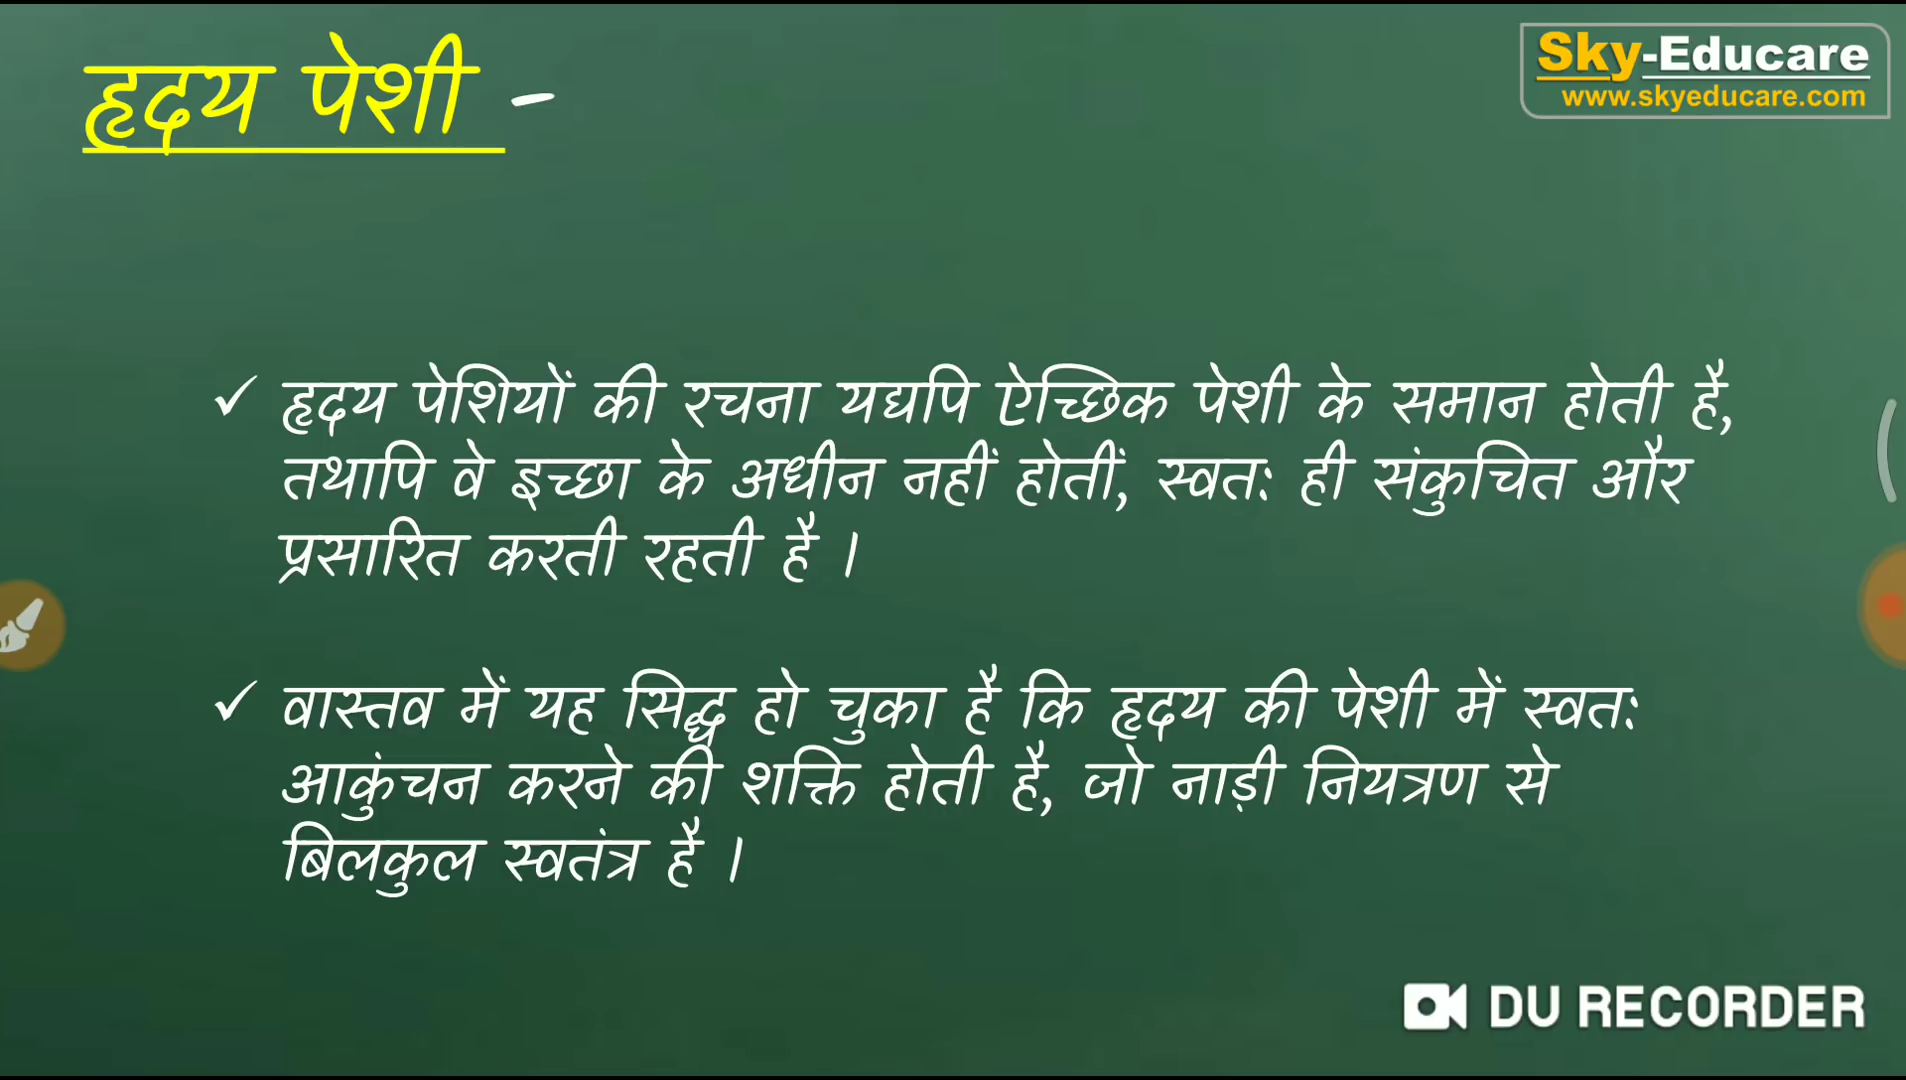 हृदय पेशी -
Sky-Educare
www.skyeducare.com
✓ हृदय पेशियों की रचना यद्यपि ऐच्छिक पेशी के समान होती है,
तथापि वे इच्छा के अधीन नहीं होतीं, स्वतः ही संकुचित और
प्रसारित करती रहती है ।
✓ वास्तव में यह सिद्ध हो चुका है कि हृदय की पेशी में स्वतः
आकुंचन करने की शक्ति होती है, जो नाड़ी नियत्रण से
बिलकुल स्वतंत्र है ।
DU RECORDER